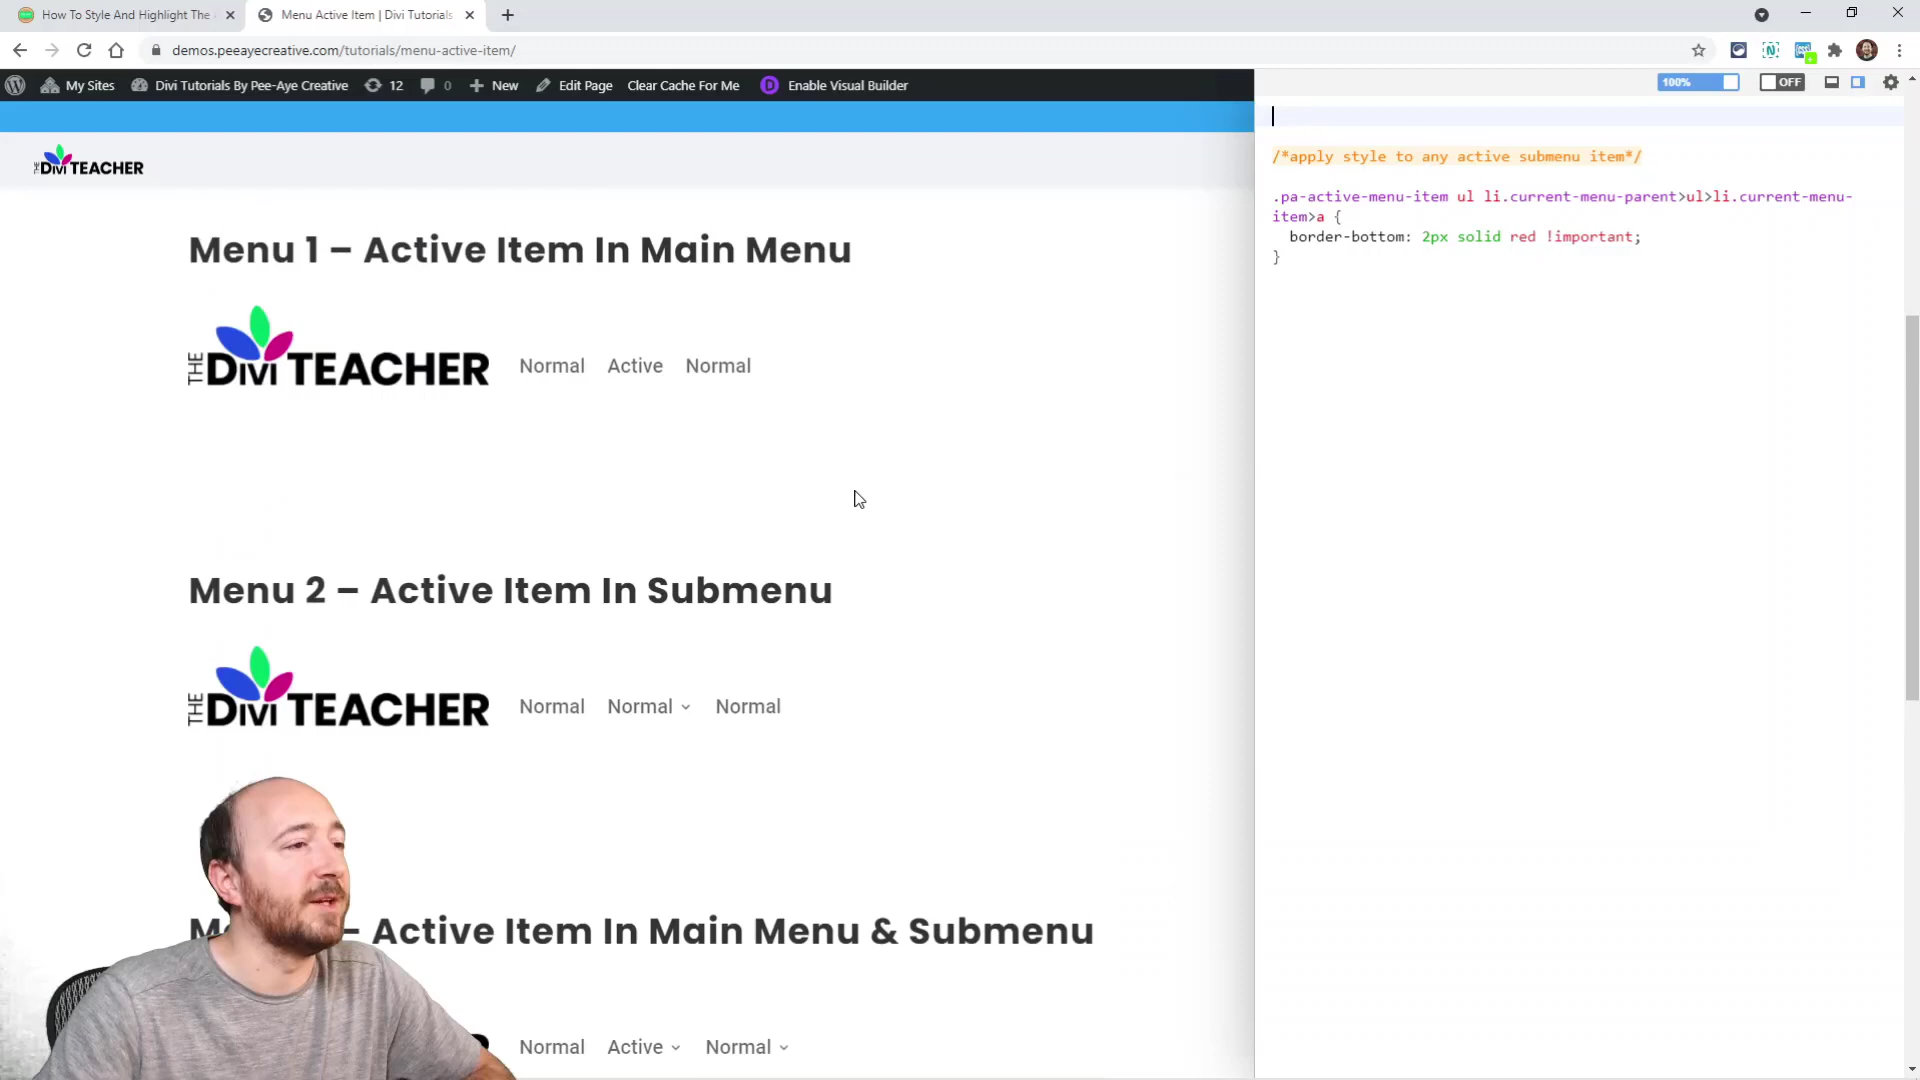 How To Style And Highlight The
Menu Active Item | Divi Tutorials
demos.peeayecreative.com/tutorials/menu-active-item/
My Sites
Divi Tutorials By Pee-Aye Creative
12
0
New
Edit Page
Clear Cache For Me
D
Enable Visual Builder
100%
OFF
THE DIVI TEACHER
/*apply style to any active submenu item*/
.pa-active-menu-item ul li.current-menu-parent>ul>li.current-menu-
item>a {
border-bottom: 2px solid red !important;
}
Menu 1 – Active Item In Main Menu
THE DIVI TEACHER
Normal Active Normal
Menu 2 – Active Item In Submenu
THE DIVI TEACHER
Normal Normal Normal
– Active Item In Main Menu & Submenu
Normal Active Normal